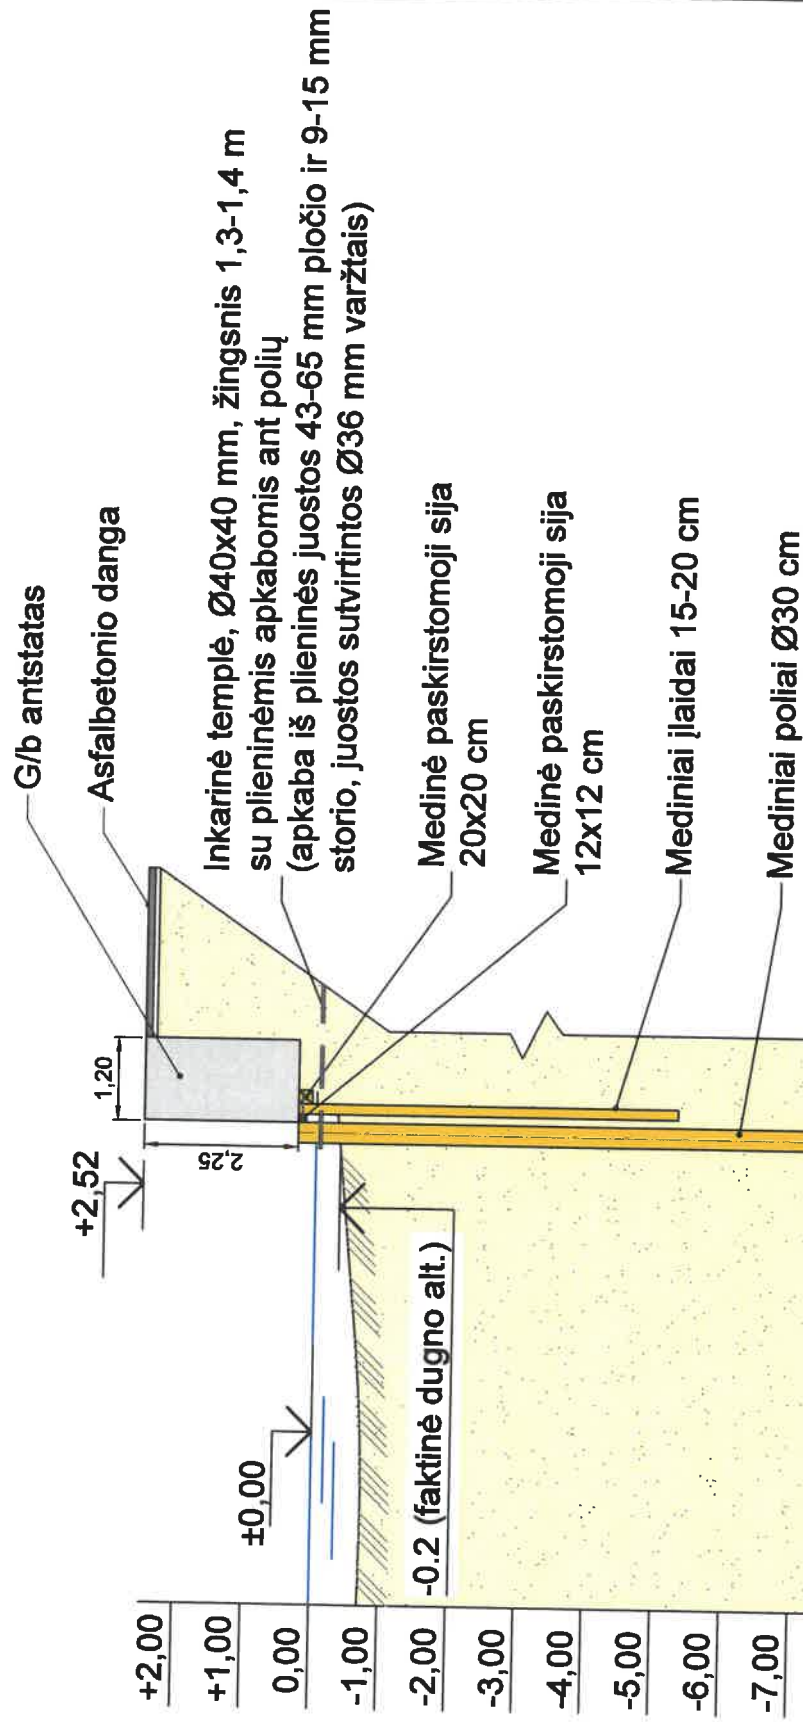 G/b antstatas
Asfalbetonio danga
Inkarinė templė, Ø40x40 mm, žingsnis 1,3-1,4 m
su plieninėmis apkabomis ant polių
(apkaba iš plieninės juostos 43-65 mm pločio ir 9-15 mm
storio, juostos sutvirtintos Ø36 mm varžtais)
Medinė paskirstomoji sija
20x20 cm
Medinė paskirstomoji sija
12x12 cm
Mediniai įlaidai 15-20 cm
Mediniai poliai Ø30 cm
1,20
2,25
+2,52
±0,00
-0.2 (faktinė dugno alt.)
+2,00
+1,00
0,00
-1,00
-2,00
-3,00
-4,00
-5,00
-6,00
-7,00